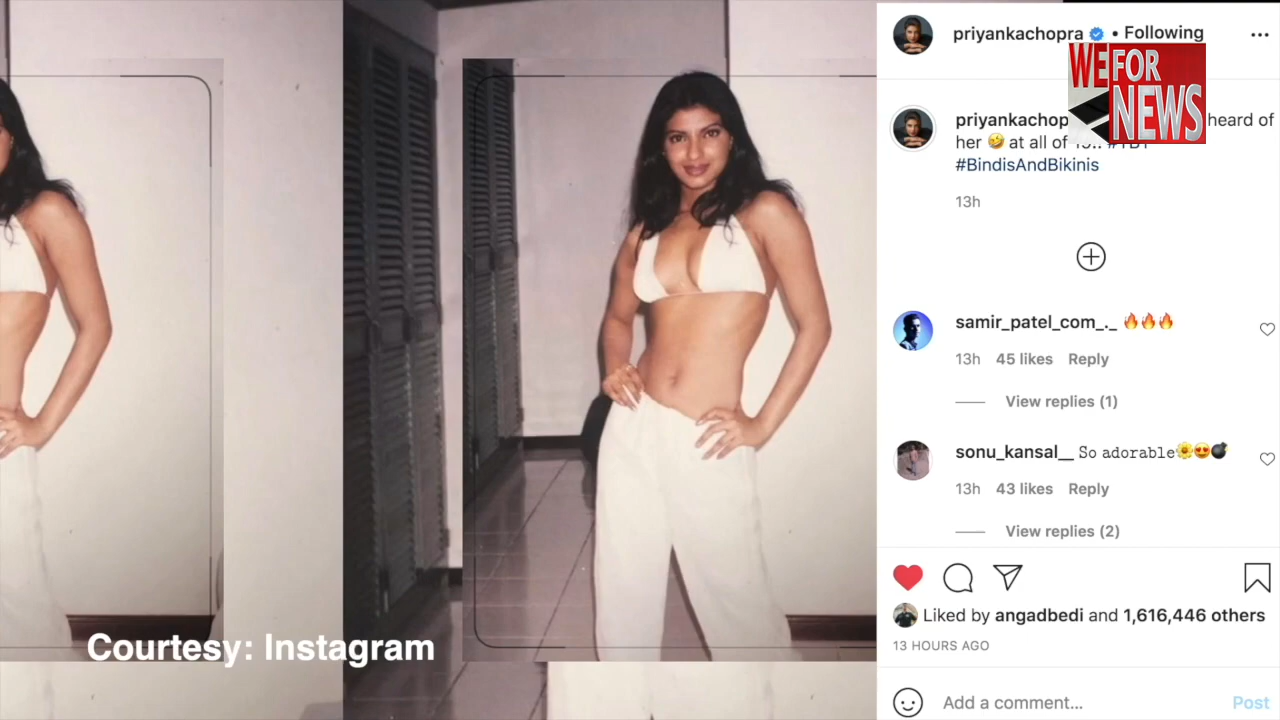 priyankachopra • Following
WE FOR
NEWS
priyankachop heard of
her 🤣 at all of
#BindisAndBikinis
13h
samir_patel_com_._ 🔥🔥🔥
13h 45 likes Reply
View replies (1)
sonu_kansal__ So adorable🌼😍💣
13h 43 likes Reply
View replies (2)
Liked by angadbedi and 1,616,446 others
13 HOURS AGO
Add a comment... Post
Courtesy: Instagram